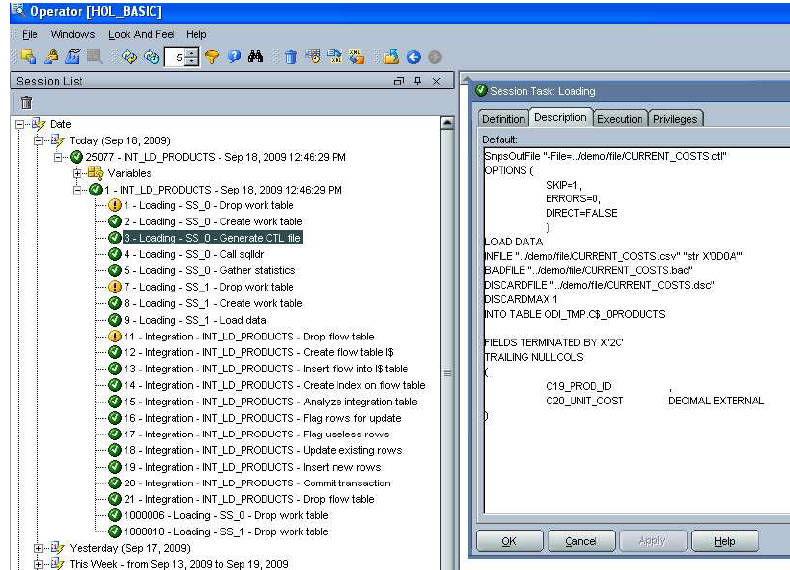 Operator [HOL_BASIC]
File Windows Look And Feel Help
5
Session List
Date
Today (Sep 18, 2009)
25077 - INT_LD_PRODUCTS - Sep 18, 2009 12:46:29 PM
Variables
1 - INT_LD_PRODUCTS - Sep 18, 2009 12:46:29 PM
1 - Loading - SS_0 - Drop work table
2 - Loading - SS_0 - Create work table
3 - Loading - SS_0 - Generate CTL file
4 - Loading - SS_0 - Call sqlldr
5 - Loading - SS_0 - Gather statistics
7 - Loading - SS_1 - Drop work table
8 - Loading - SS_1 - Create work table
9 - Loading - SS_1 - Load data
11 - Integration - INT_LD_PRODUCTS - Drop flow table
12 - Integration - INT_LD_PRODUCTS - Create flow table I$
13 - Integration - INT_LD_PRODUCTS - Insert flow into I$ table
14 - Integration - INT_LD_PRODUCTS - Create Index on flow table
15 - Integration - INT_LD_PRODUCTS - Analyze integration table
16 - Integration - INT_LD_PRODUCTS - Flag rows for update
17 - Integration - INT_LD_PRODUCTS - Flag useless rows
18 - Integration - INT_LD_PRODUCTS - Update existing rows
19 - Integration - INT_LD_PRODUCTS - Insert new rows
20 - Integration - INT_LD_PRODUCTS - Commit transaction
21 - Integration - INT_LD_PRODUCTS - Drop flow table
1000006 - Loading - SS_0 - Drop work table
1000010 - Loading - SS_1 - Drop work table
Yesterday (Sep 17, 2009)
This Week - from Sep 13, 2009 to Sep 19, 2009
Session Task: Loading
Definition Description Execution Privileges
Default:
SnpsOutFile "-File=../demo/file/CURRENT_COSTS.ctl"
OPTIONS (
SKIP=1,
ERRORS=0,
DIRECT=FALSE
)
LOAD DATA
INFILE "../demo/file/CURRENT_COSTS.csv" "str X'0D0A'"
BADFILE "../demo/file/CURRENT_COSTS.bad"
DISCARDFILE "../demo/file/CURRENT_COSTS.dsc"
DISCARDMAX 1
INTO TABLE ODI_TMP.C$_0PRODUCTS
FIELDS TERMINATED BY X'2C'
TRAILING NULLCOLS
(
C19_PROD_ID ,
C20_UNIT_COST DECIMAL EXTERNAL
)
OK Cancel Apply Help